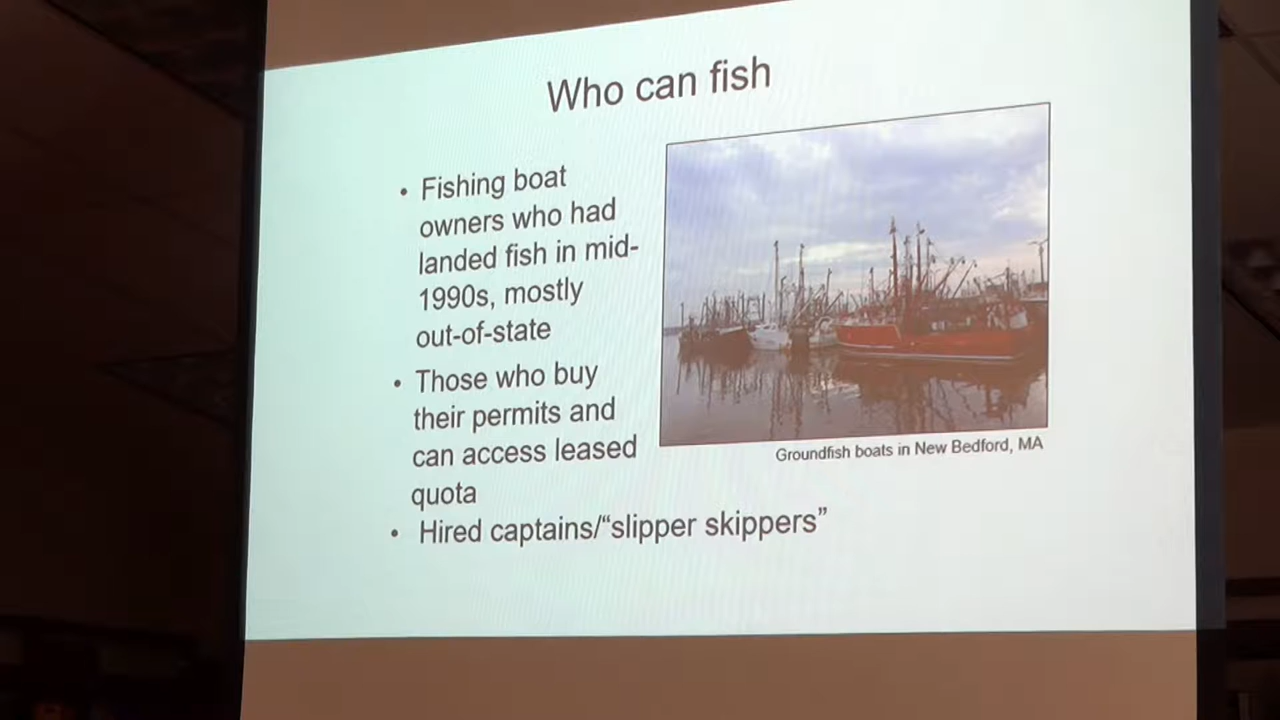 Who can fish
• Fishing boat
owners who had
landed fish in mid-
1990s, mostly
out-of-state
• Those who buy
their permits and
can access leased
quota
• Hired captains/“slipper skippers”
Groundfish boats in New Bedford, MA